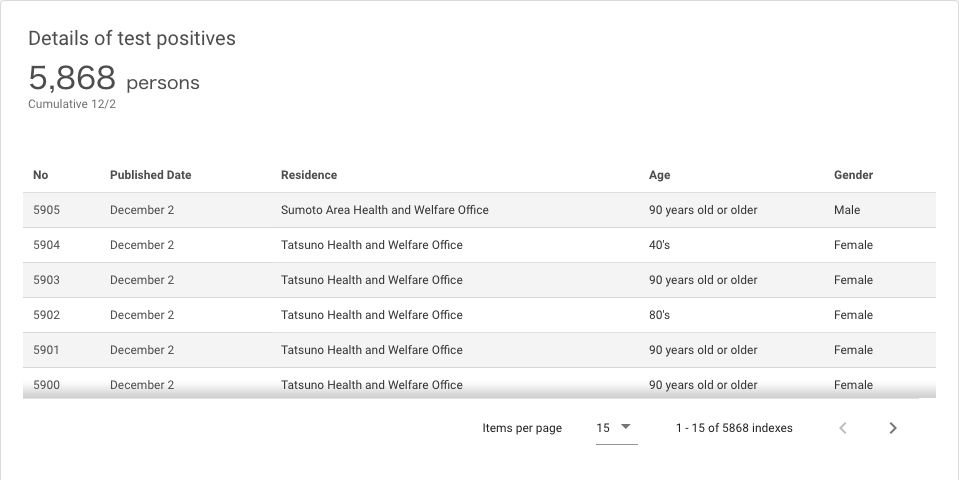 Details of test positives
5,868 persons
Cumulative 12/2
No Published Date Residence Age Gender
5905 December 2 Sumoto Area Health and Welfare Office 90 years old or older Male
5904 December 2 Tatsuno Health and Welfare Office 40's Female
5903 December 2 Tatsuno Health and Welfare Office 90 years old or older Female
5902 December 2 Tatsuno Health and Welfare Office 80's Female
5901 December 2 Tatsuno Health and Welfare Office 90 years old or older Female
5900 December 2 Tatsuno Health and Welfare Office 90 years old or older Female
Items per page 15 1 - 15 of 5868 indexes